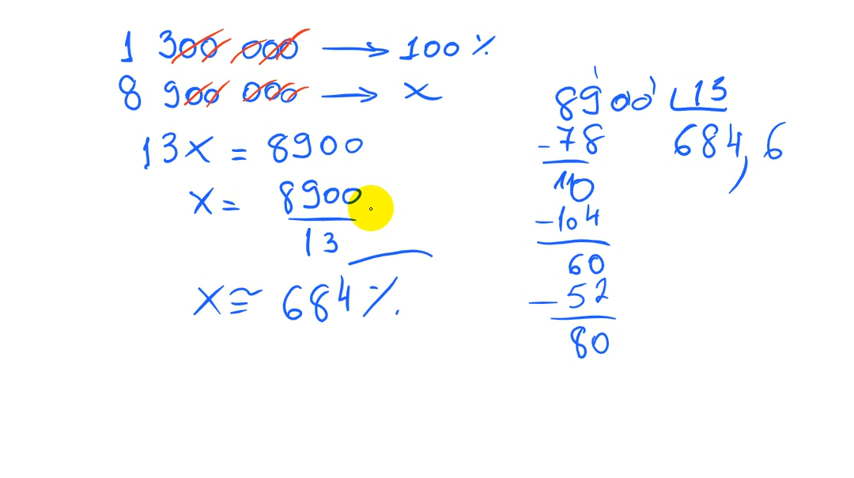 1 300 000 → 100 %
8 900 000 → x
13x = 8900
x = 8900
13
x ≅ 684 %.
8900 13
-78 684,6
110
-104
60
-52
80